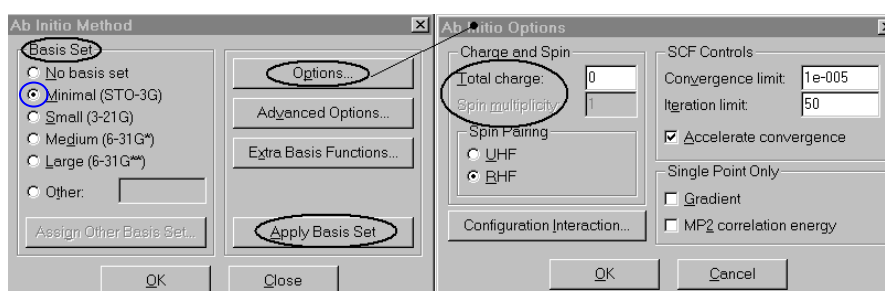 Ab Initio Method
Basis Set
No basis set
Minimal (STO-3G)
Small (3-21G)
Medium (6-31G*)
Large (6-31G**)
Other:
Assign Other Basis Set...
Options...
Advanced Options...
Extra Basis Functions...
Apply Basis Set
OK
Close
Ab Initio Options
Charge and Spin
Total charge:
0
Spin multiplicity:
1
Spin Pairing
UHF
RHF
Configuration Interaction...
SCF Controls
Convergence limit:
1e-005
Iteration limit:
50
Accelerate convergence
Single Point Only
Gradient
MP2 correlation energy
OK
Cancel